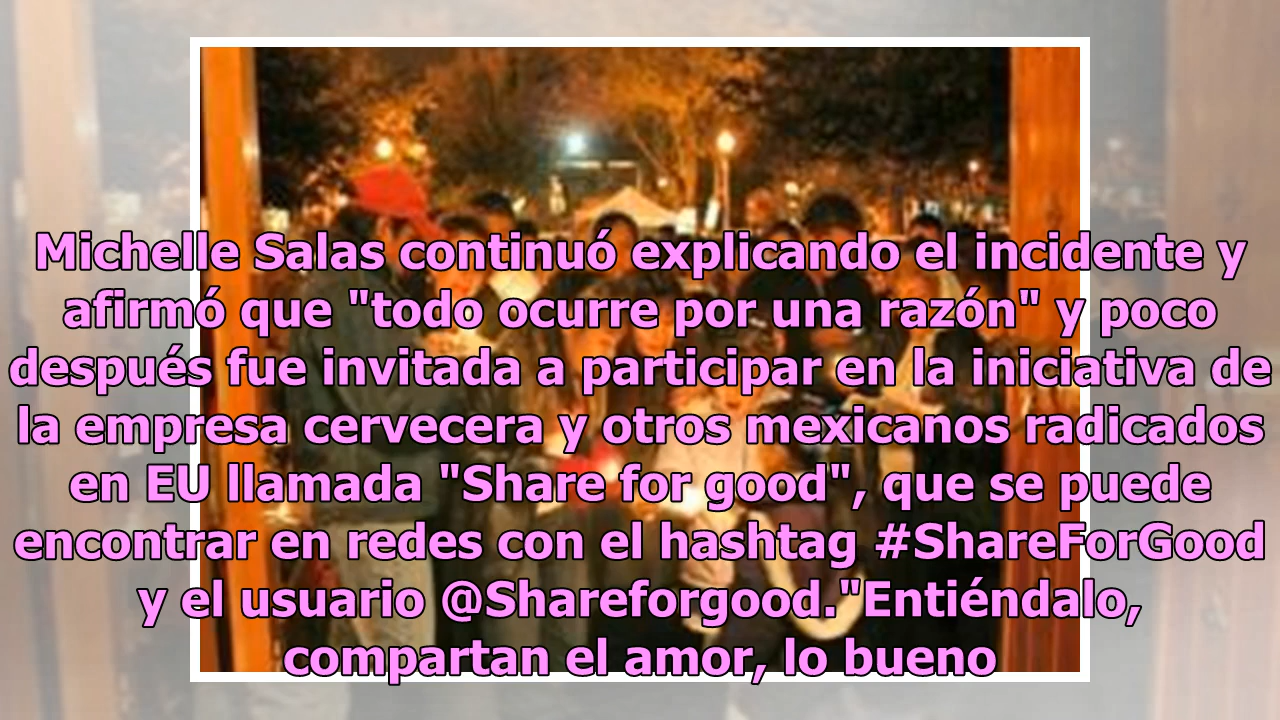 Michelle Salas continuó explicando el incidente y
afirmó que "todo ocurre por una razón" y poco
después fue invitada a participar en la iniciativa de
la empresa cervecera y otros mexicanos radicados
en EU llamada "Share for good", que se puede
encontrar en redes con el hashtag #ShareForGood
y el usuario @Shareforgood."Entiéndalo,
compartan el amor, lo bueno